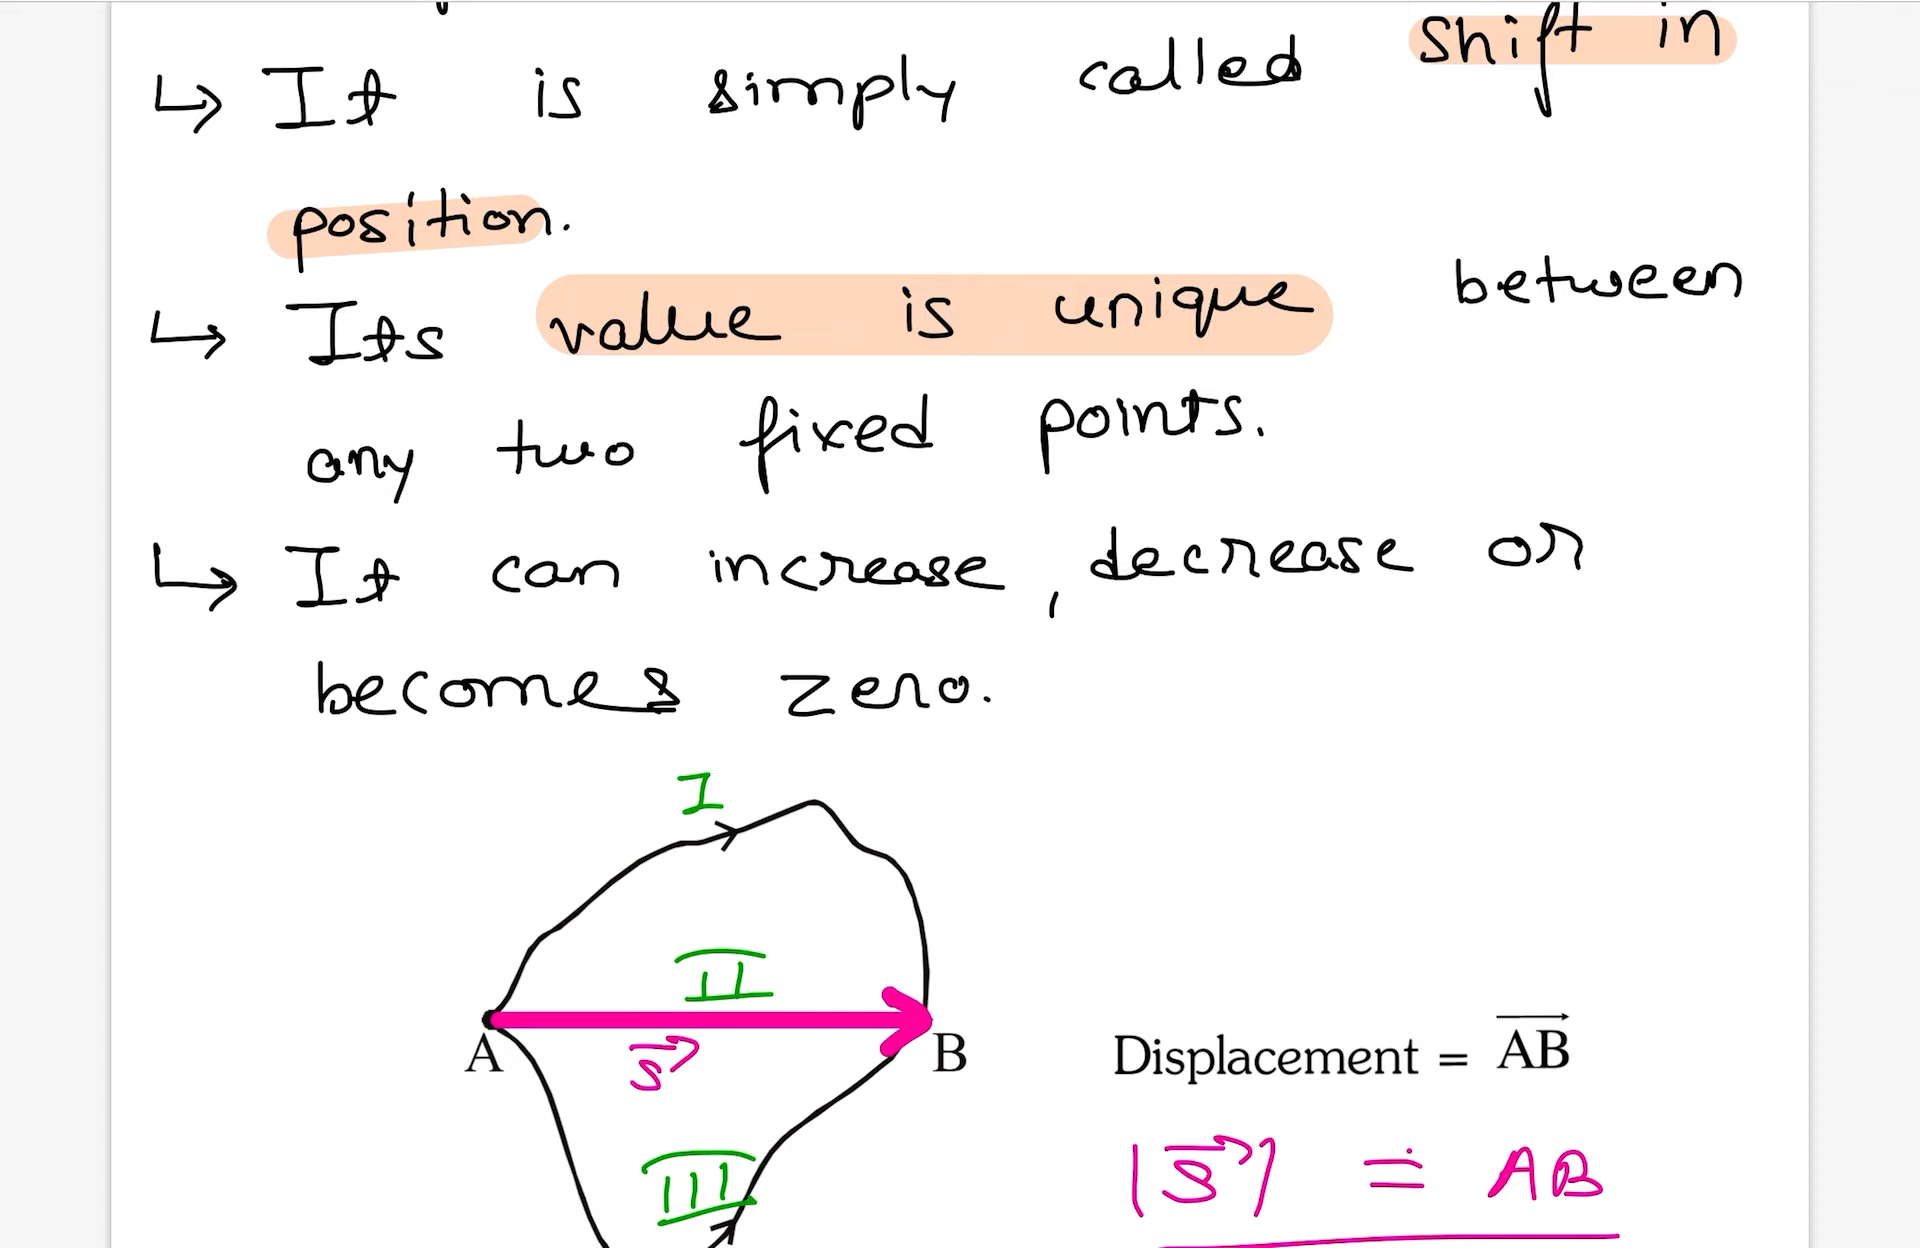 ↳ It is simply called shift in
position.
↳ Its value is unique between
any two fixed points.
↳ It can increase, decrease or
becomes zero.
I
II
A
s⃗
B
Displacement = A⃗B⃗
III
|s⃗| = AB